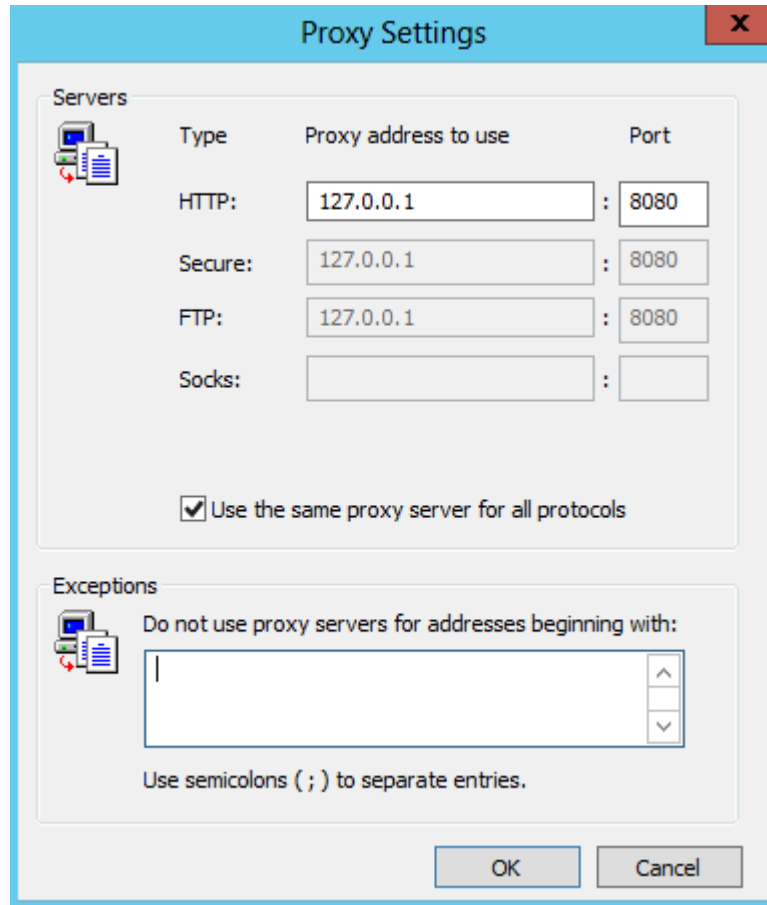 Proxy Settings
x
Servers
Type Proxy address to use Port
HTTP: 127.0.0.1 : 8080
Secure: 127.0.0.1 : 8080
FTP: 127.0.0.1 : 8080
Socks: :
Use the same proxy server for all protocols
Exceptions
Do not use proxy servers for addresses beginning with:
Use semicolons ( ; ) to separate entries.
OK Cancel